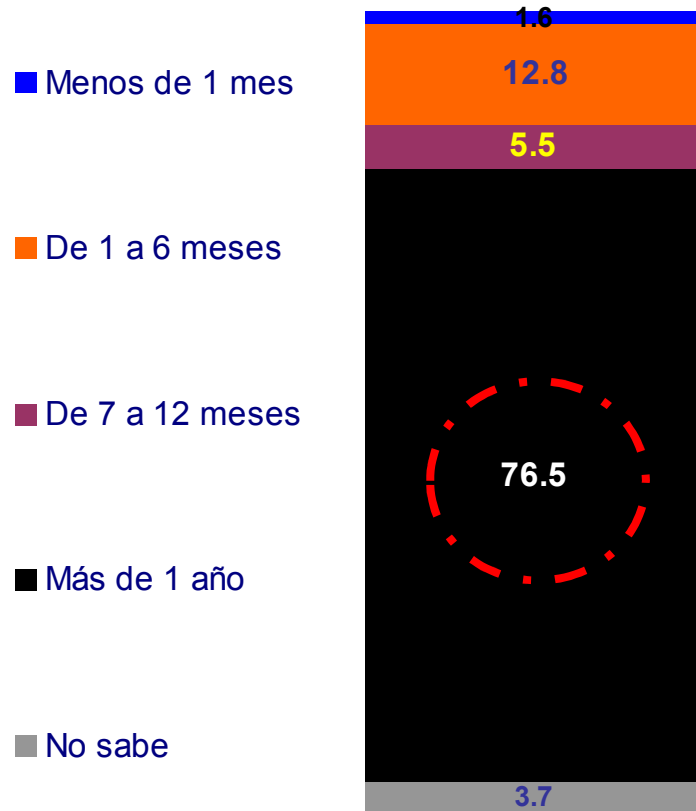 1.6
Menos de 1 mes
12.8
5.5
De 1 a 6 meses
De 7 a 12 meses
76.5
Más de 1 año
No sabe
3.7